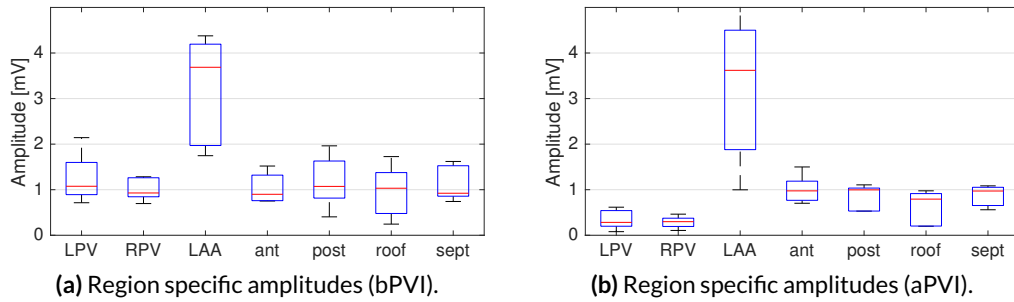 Amplitude [mV]
4
3
2
1
0
LPV RPV LAA ant post roof sept
(a) Region specific amplitudes (bPVI).
Amplitude [mV]
4
3
2
1
0
LPV RPV LAA ant post roof sept
(b) Region specific amplitudes (aPVI).